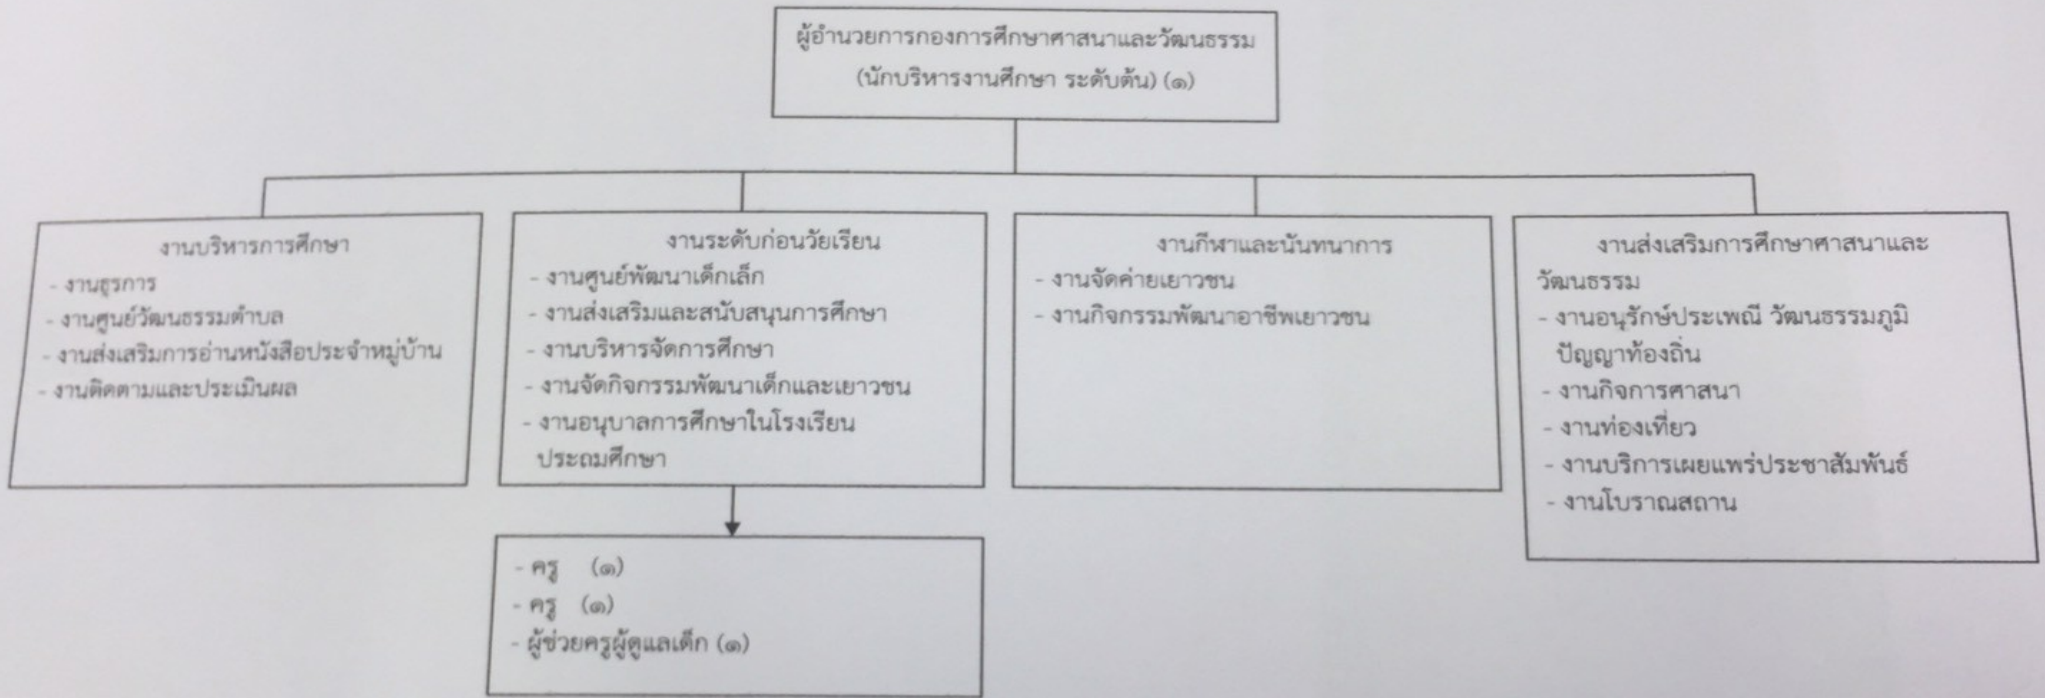 ผู้อำนวยการกองการศึกษาศาสนาและวัฒนธรรม
(นักบริหารงานศึกษา ระดับต้น) (๑)
งานบริหารการศึกษา
- งานธุรการ
- งานศูนย์วัฒนธรรมตำบล
- งานส่งเสริมการอ่านหนังสือประจำหมู่บ้าน
- งานติดตามและประเมินผล
งานระดับก่อนวัยเรียน
- งานศูนย์พัฒนาเด็กเล็ก
- งานส่งเสริมและสนับสนุนการศึกษา
- งานบริหารจัดการศึกษา
- งานจัดกิจกรรมพัฒนาเด็กและเยาวชน
- งานอนุบาลการศึกษาในโรงเรียน
ประถมศึกษา
งานกีฬาและนันทนาการ
- งานจัดค่ายเยาวชน
- งานกิจกรรมพัฒนาอาชีพเยาวชน
งานส่งเสริมการศึกษาศาสนาและ
วัฒนธรรม
- งานอนุรักษ์ประเพณี วัฒนธรรมภูมิ
ปัญญาท้องถิ่น
- งานกิจการศาสนา
- งานท่องเที่ยว
- งานบริการเผยแพร่ประชาสัมพันธ์
- งานโบราณสถาน
- ครู (๑)
- ครู (๑)
- ผู้ช่วยครูผู้ดูแลเด็ก (๑)